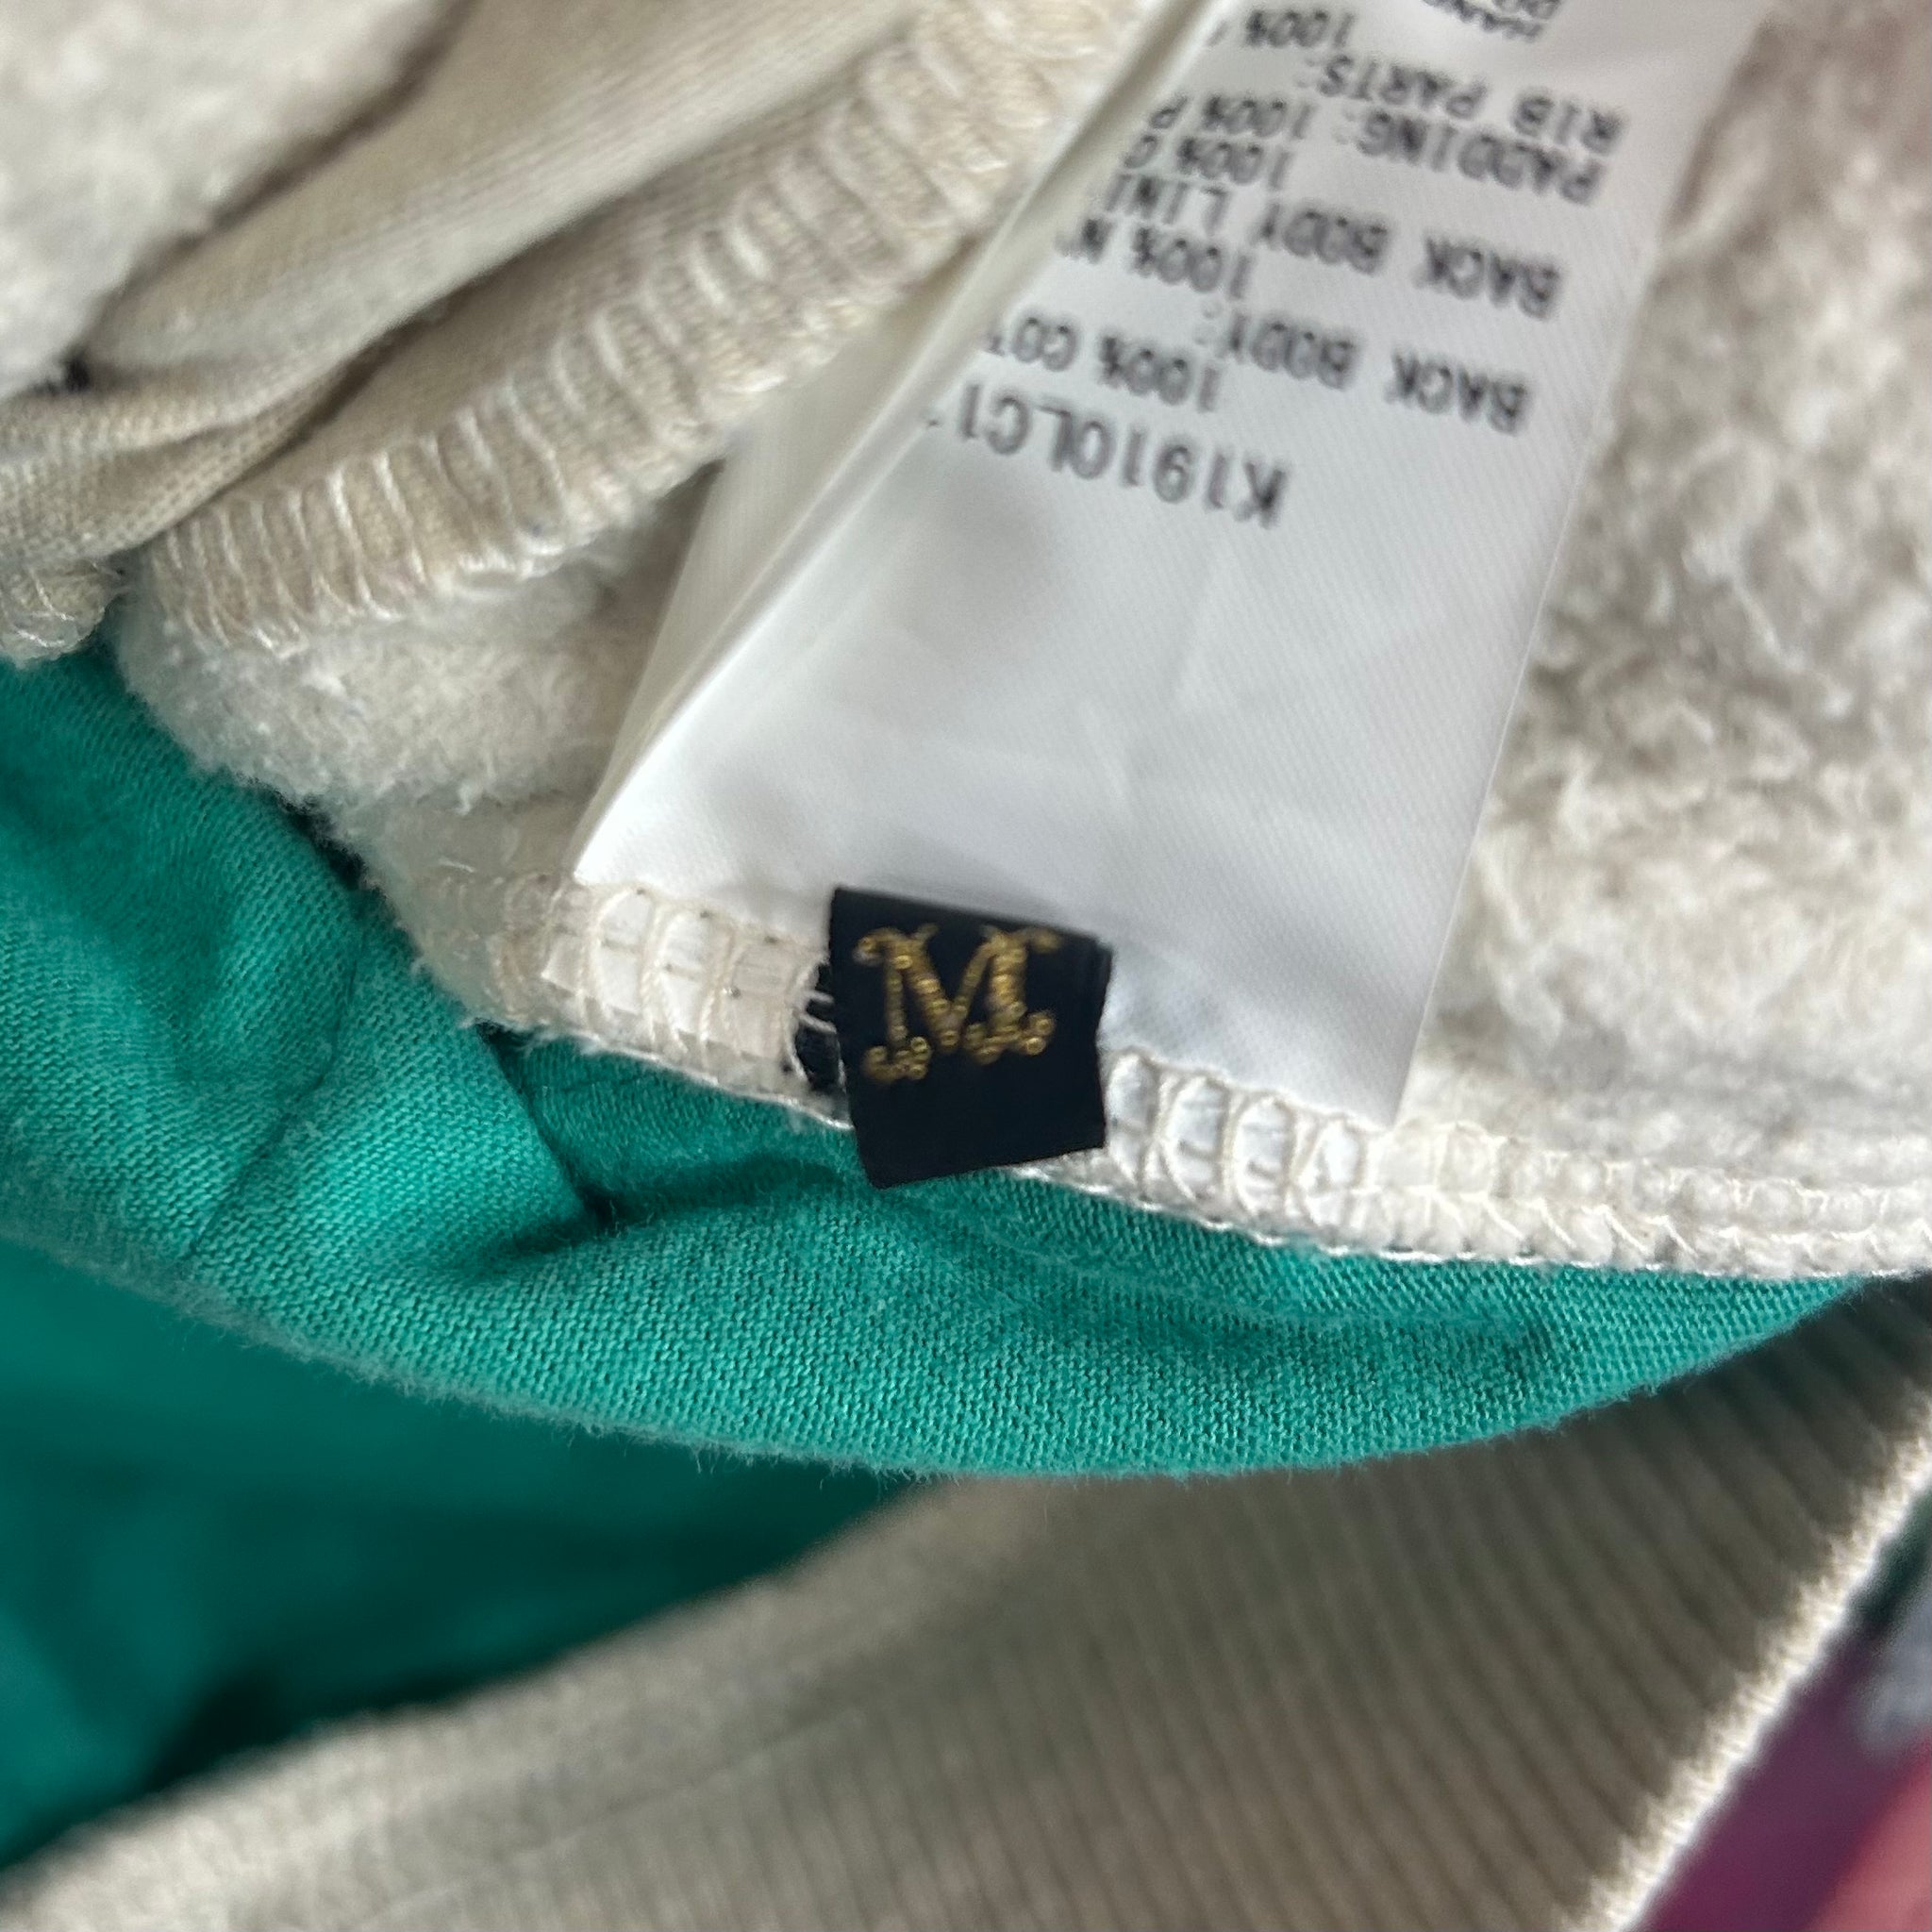 K1910LC1
100% COT
BACK BODY:
100% N
BACK BODY LINI
100% C
PADDING: 100% P
RIB PARTS:
100%
M